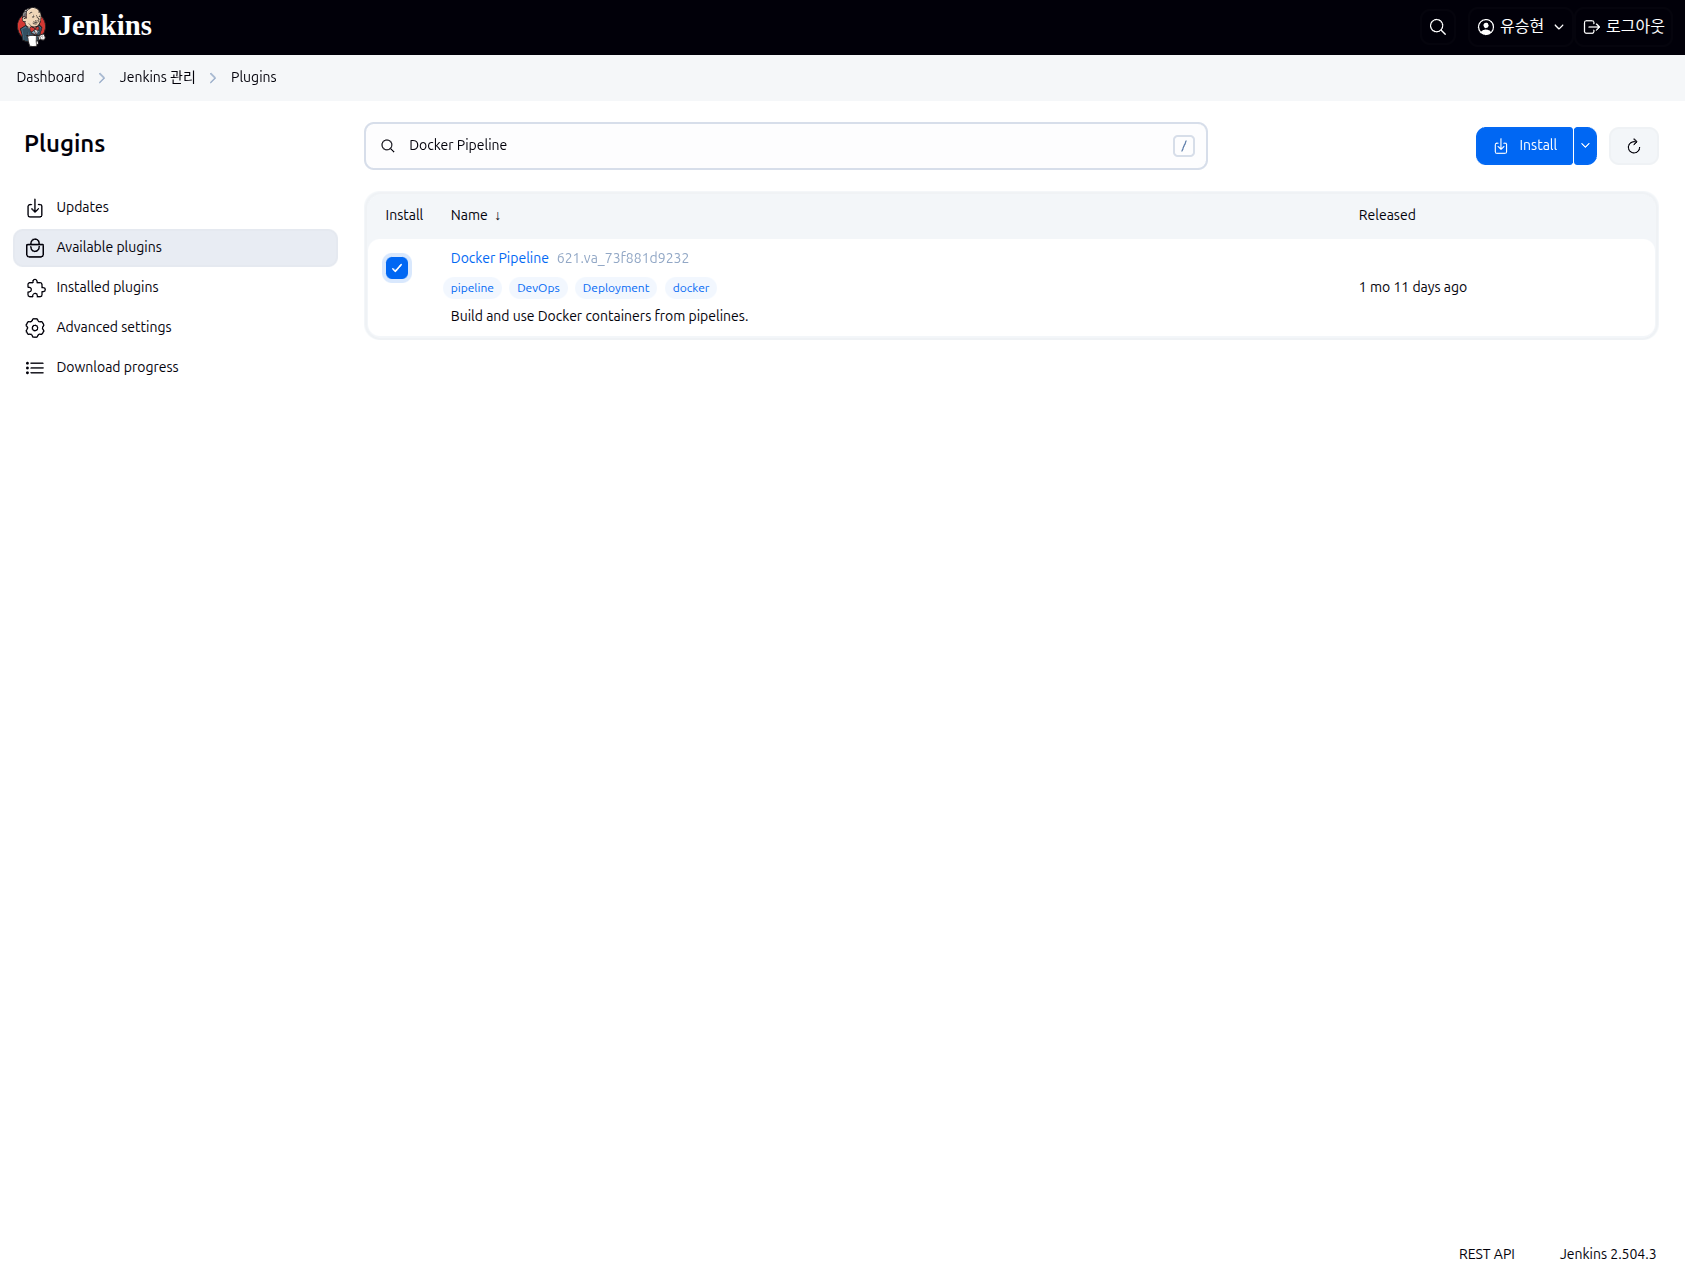 Jenkins
유승현
로그아웃
Dashboard
Jenkins 관리
Plugins
Plugins
Updates
Available plugins
Installed plugins
Advanced settings
Download progress
Docker Pipeline
/
Install
Install Name ↓ Released
Docker Pipeline 621.va_73f881d9232
pipeline DevOps Deployment docker
Build and use Docker containers from pipelines.
1 mo 11 days ago
REST API Jenkins 2.504.3